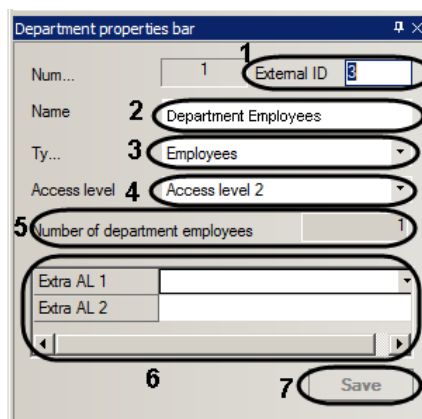 Department properties bar
1
Num... 1 External ID 3
Name 2 Department Employees
Ty... 3 Employees
Access level 4 Access level 2
5 Number of department employees 1
Extra AL 1
Extra AL 2
6
7 Save